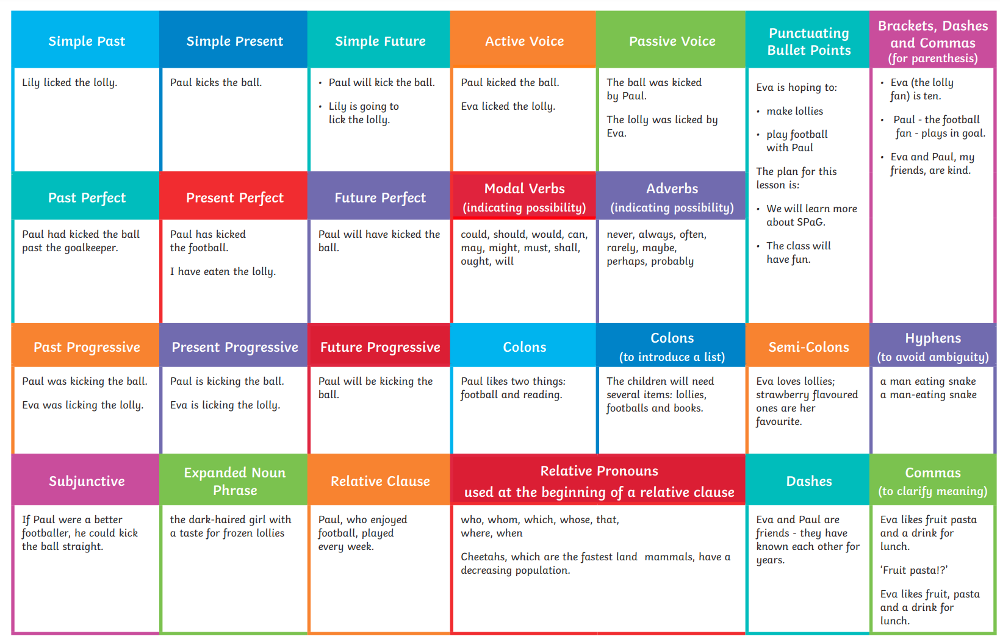 Simple Past
Lily licked the lolly.
Simple Present
Paul kicks the ball.
Simple Future
• Paul will kick the ball.
• Lily is going to
lick the lolly.
Active Voice
Paul kicked the ball.
Eva licked the lolly.
Passive Voice
The ball was kicked
by Paul.
The lolly was licked by
Eva.
Punctuating
Bullet Points
Eva is hoping to:
• make lollies
• play football
with Paul
The plan for this
lesson is:
• We will learn more
about SPaG.
• The class will
have fun.
Brackets, Dashes
and Commas
(for parenthesis)
• Eva (the lolly
fan) is ten.
• Paul - the football
fan - plays in goal.
• Eva and Paul, my
friends, are kind.
Past Perfect
Paul had kicked the ball
past the goalkeeper.
Present Perfect
Paul has kicked
the football.
I have eaten the lolly.
Future Perfect
Paul will have kicked the
ball.
Modal Verbs
(indicating possibility)
could, should, would, can,
may, might, must, shall,
ought, will
Adverbs
(indicating possibility)
never, always, often,
rarely, maybe,
perhaps, probably
Past Progressive
Paul was kicking the ball.
Eva was licking the lolly.
Present Progressive
Paul is kicking the ball.
Eva is licking the lolly.
Future Progressive
Paul will be kicking the
ball.
Colons
Paul likes two things:
football and reading.
Colons
(to introduce a list)
The children will need
several items: lollies,
footballs and books.
Semi-Colons
Eva loves lollies;
strawberry flavoured
ones are her
favourite.
Hyphens
(to avoid ambiguity)
a man eating snake
a man-eating snake
Subjunctive
If Paul were a better
footballer, he could kick
the ball straight.
Expanded Noun
Phrase
the dark-haired girl with
a taste for frozen lollies
Relative Clause
Paul, who enjoyed
football, played
every week.
Relative Pronouns
used at the beginning of a relative clause
who, whom, which, whose, that,
where, when
Cheetahs, which are the fastest land mammals, have a
decreasing population.
Dashes
Eva and Paul are
friends - they have
known each other for
years.
Commas
(to clarify meaning)
Eva likes fruit pasta
and a drink for
lunch.
‘Fruit pasta!?’
Eva likes fruit, pasta
and a drink for
lunch.